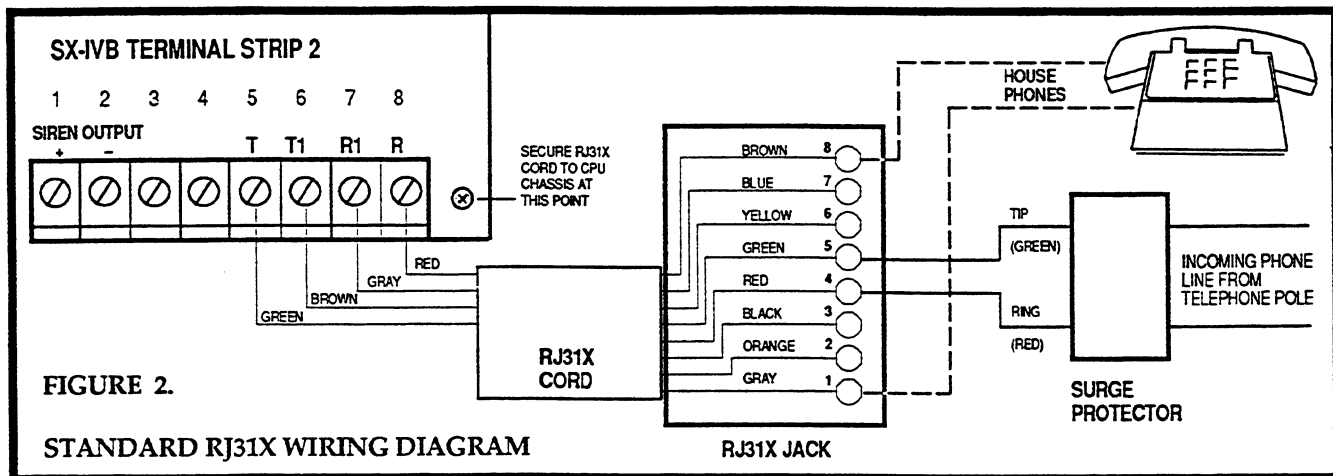 SX-IVB TERMINAL STRIP 2
1 2 3 4 5 6 7 8
SIREN OUTPUT
+ - T T1 R1 R
SECURE RJ31X
CORD TO CPU
CHASSIS AT
THIS POINT
RED
GRAY
BROWN
GREEN
RJ31X
CORD
BROWN 8
BLUE 7
YELLOW 6
GREEN 5
RED 4
BLACK 3
ORANGE 2
GRAY 1
RJ31X JACK
HOUSE
PHONES
TIP
(GREEN)
RING
(RED)
INCOMING PHONE
LINE FROM
TELEPHONE POLE
SURGE
PROTECTOR
FIGURE 2.
STANDARD RJ31X WIRING DIAGRAM